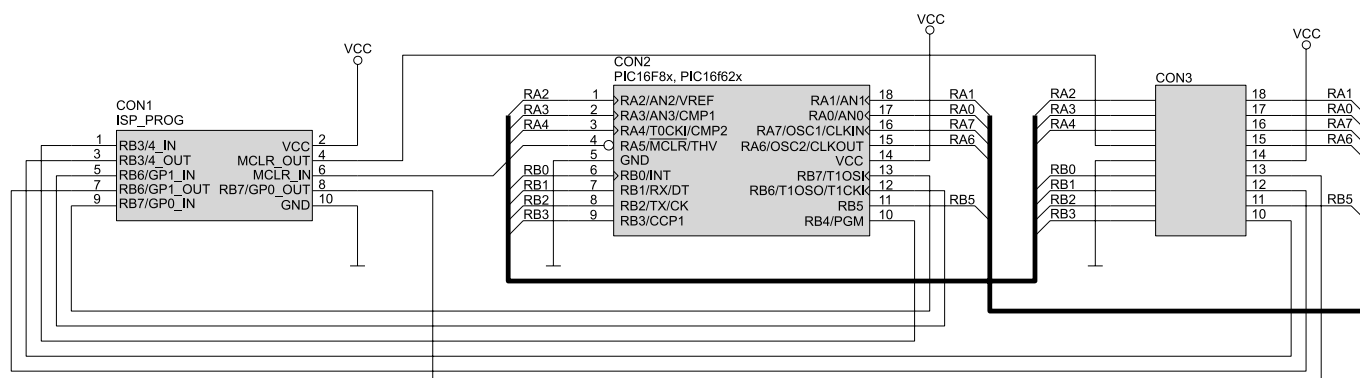 VCC
VCC
VCC
CON1
ISP_PROG
1 RB3/4_IN VCC 2
3 RB3/4_OUT MCLR_OUT 4
5 RB6/GP1_IN MCLR_IN 6
7 RB6/GP1_OUT RB7/GP0_OUT 8
9 RB7/GP0_IN GND 10
CON2
PIC16F8x, PIC16f62x
RA2 1 RA2/AN2/VREF RA1/AN1 18 RA1
RA3 2 RA3/AN3/CMP1 RA0/AN0 17 RA0
RA4 3 RA4/T0CKI/CMP2 RA7/OSC1/CLKIN 16 RA7
4 RA5/MCLR/THV RA6/OSC2/CLKOUT 15 RA6
5 GND VCC 14
RB0 6 RB0/INT RB7/T1OSI 13
RB1 7 RB1/RX/DT RB6/T1OSO/T1CKI 12
RB2 8 RB2/TX/CK RB5 11 RB5
RB3 9 RB3/CCP1 RB4/PGM 10
CON3
RA2 18 RA1
RA3 17 RA0
RA4 16 RA7
15 RA6
14
RB0 13
RB1 12
RB2 11 RB5
RB3 10